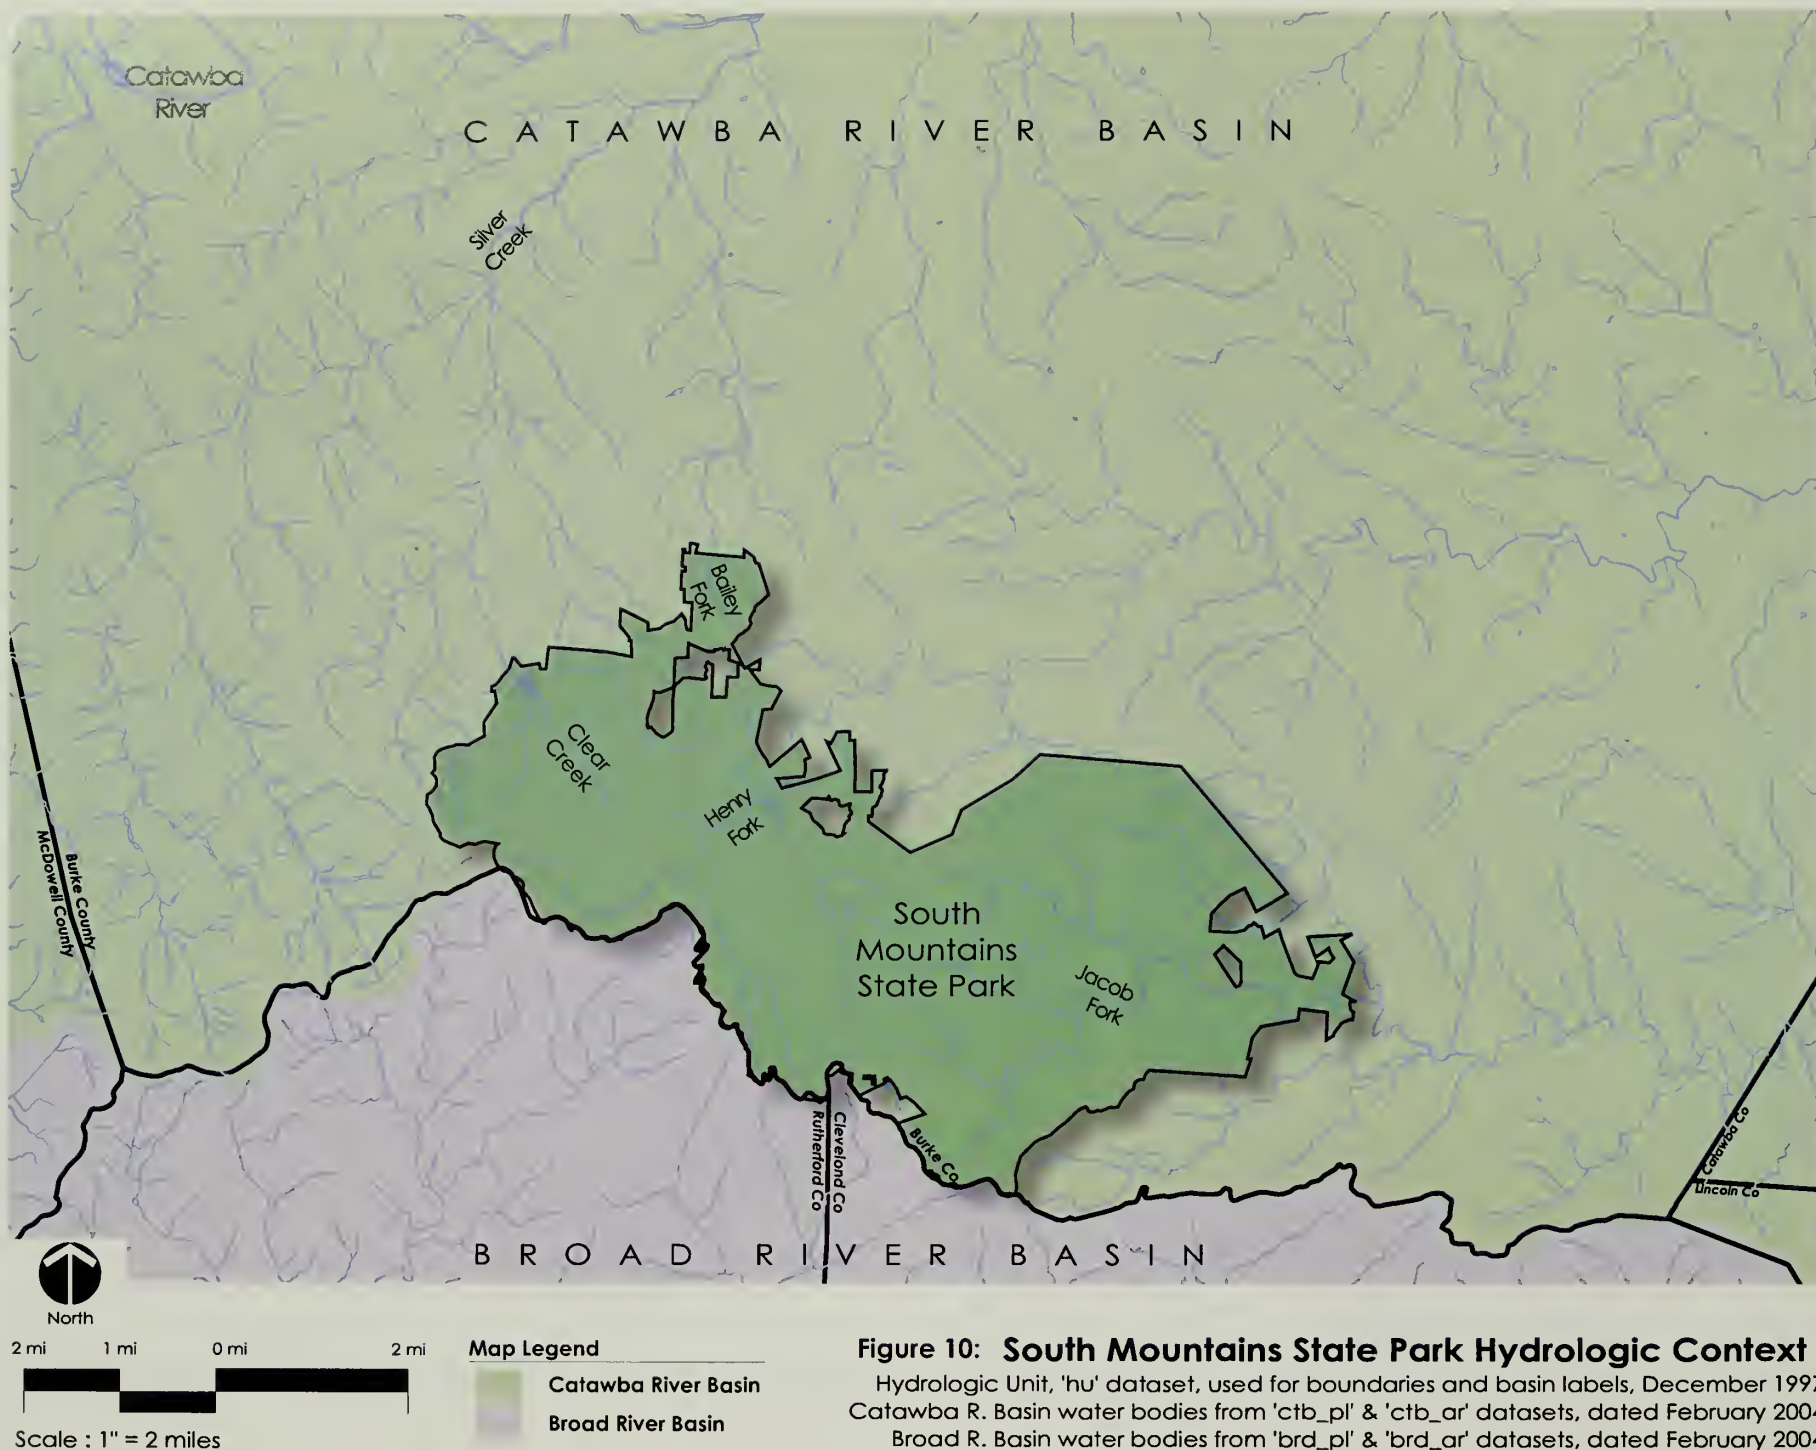 Catawba
River
CATAWBA RIVER BASIN
Silver
Creek
Bailey
Fork
Clear
Creek
Henry
Fork
South
Mountains
State Park
Jacob
Fork
Burke County
McDowell County
Cleveland Co
Rutherford Co
Burke Co
Catawba Co
Lincoln Co
BROAD RIVER BASIN
North
2 mi 1 mi 0 mi 2 mi
Scale : 1" = 2 miles
Map Legend
Catawba River Basin
Broad River Basin
Figure 10: South Mountains State Park Hydrologic Context
Hydrologic Unit, 'hu' dataset, used for boundaries and basin labels, December 1997
Catawba R. Basin water bodies from 'ctb_pl' & 'ctb_ar' datasets, dated February 200
Broad R. Basin water bodies from 'brd_pl' & 'brd_ar' datasets, dated February 200